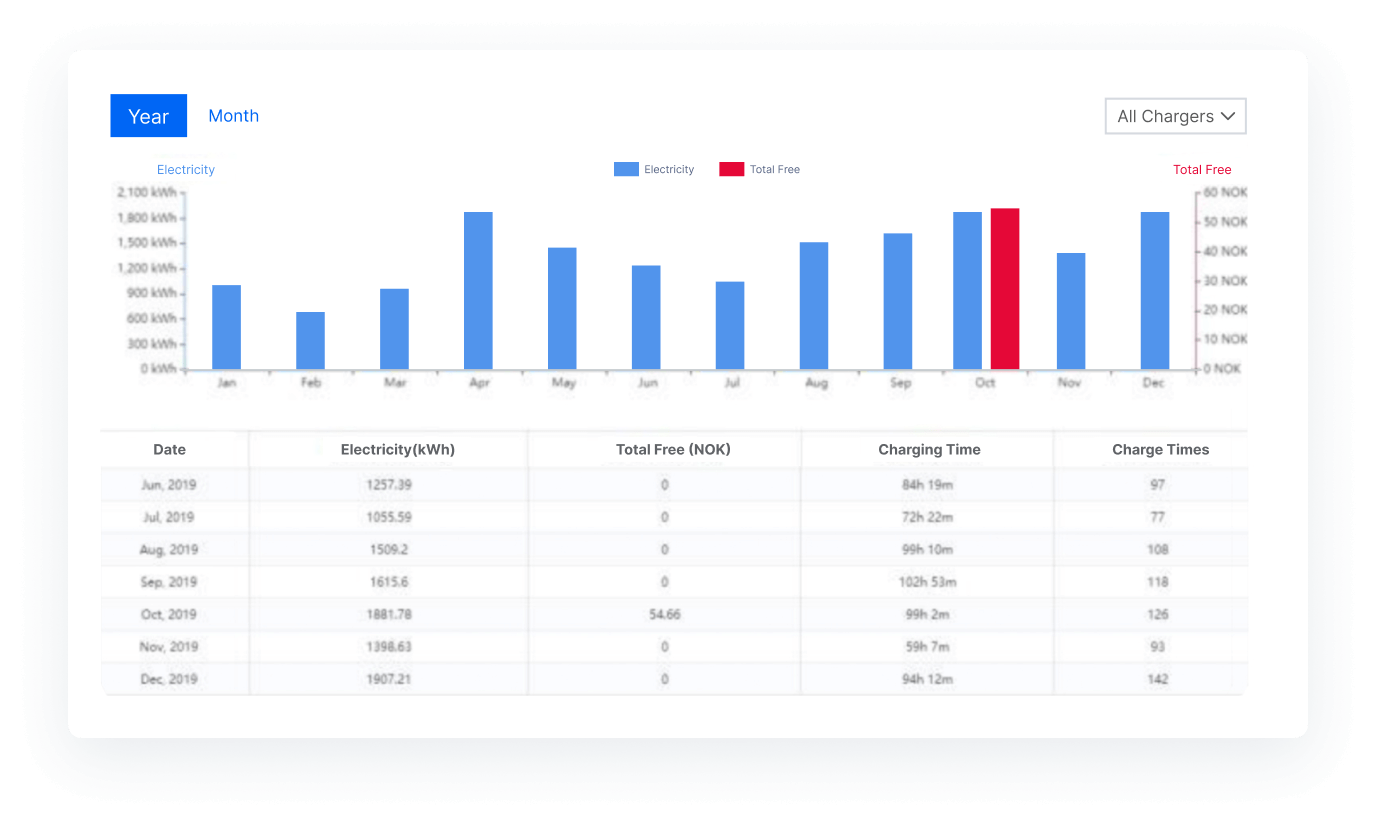 Year Month All Chargers
Electricity Electricity Total Free Total Free
2,100 kWh 60 NOK
1,800 kWh 50 NOK
1,500 kWh 40 NOK
1,200 kWh 30 NOK
900 kWh 20 NOK
600 kWh 10 NOK
300 kWh 0 NOK
0 kWh
Jan Feb Mar Apr May Jun Jul Aug Sep Oct Nov Dec
Date Electricity(kWh) Total Free (NOK) Charging Time Charge Times
Jun, 2019 1257.39 0 84h 19m 97
Jul, 2019 1055.59 0 72h 22m 77
Aug, 2019 1509.2 0 99h 10m 108
Sep, 2019 1615.6 0 102h 53m 118
Oct, 2019 1881.78 54.66 99h 2m 126
Nov, 2019 1398.63 0 59h 7m 93
Dec, 2019 1907.21 0 94h 12m 142